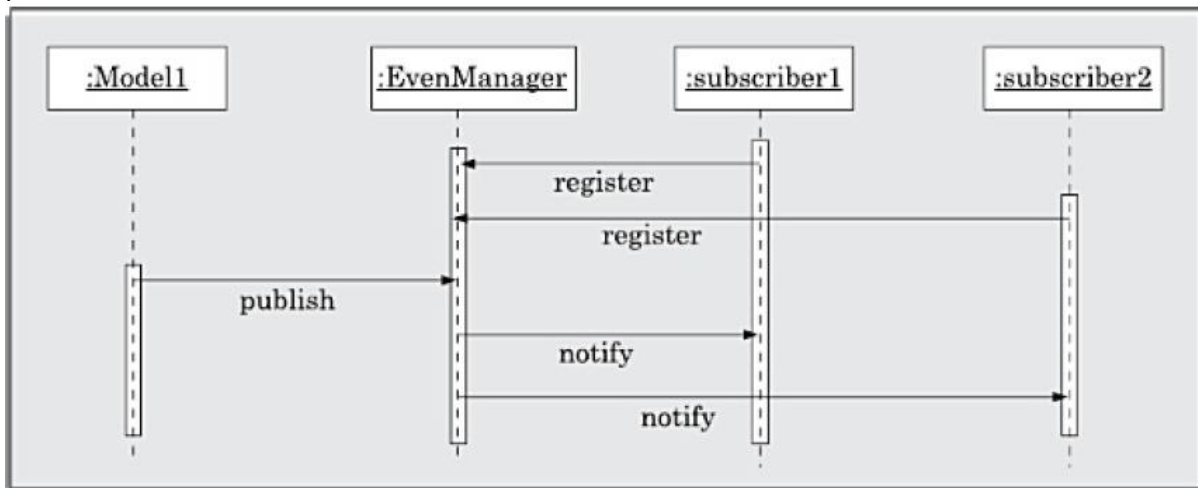 :Model1
:EvenManager
:subscriber1
:subscriber2
register
register
publish
notify
notify